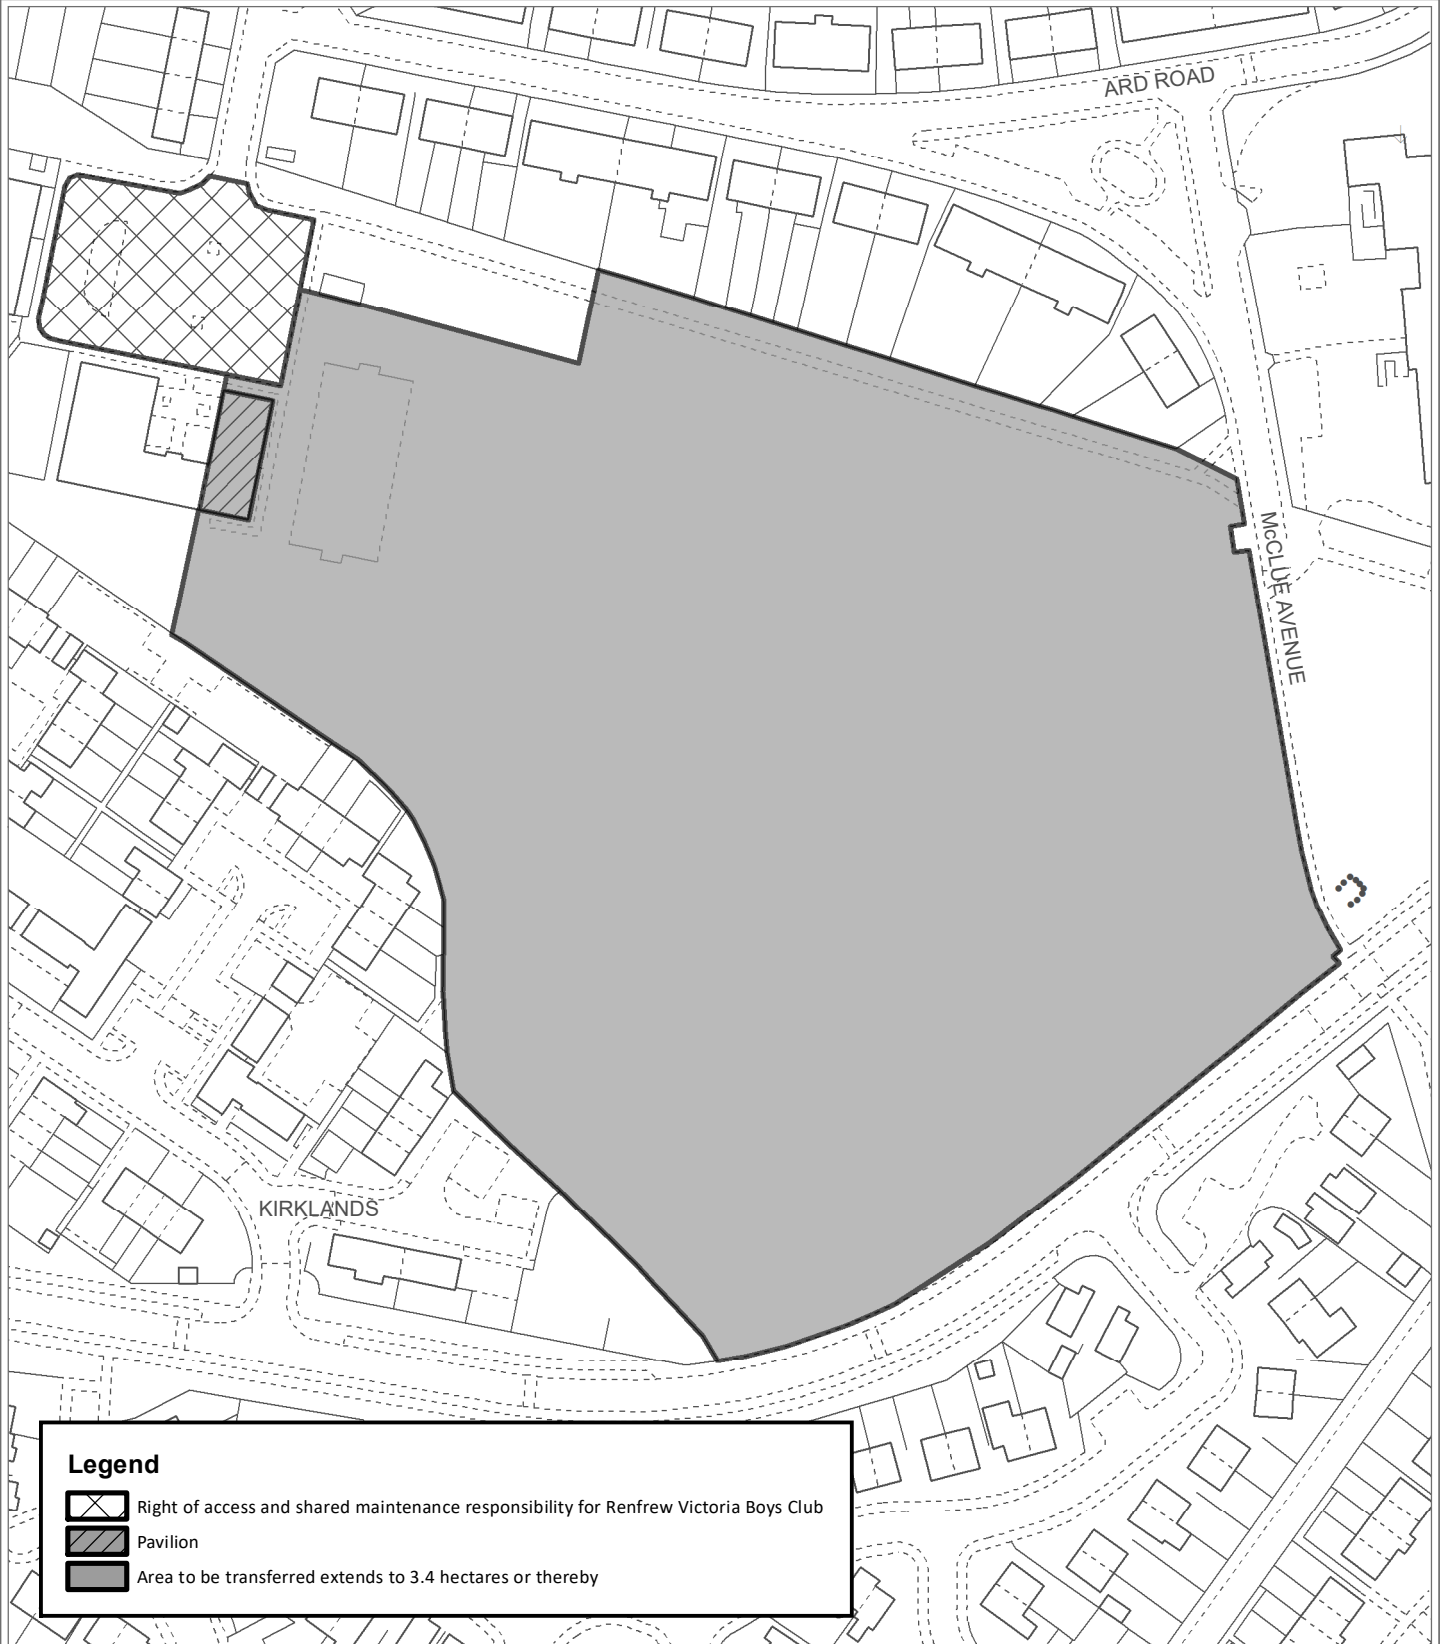 ARD ROAD
McCLUE AVENUE
KIRKLANDS
Legend
Right of access and shared maintenance responsibility for Renfrew Victoria Boys Club
Pavilion
Area to be transferred extends to 3.4 hectares or thereby